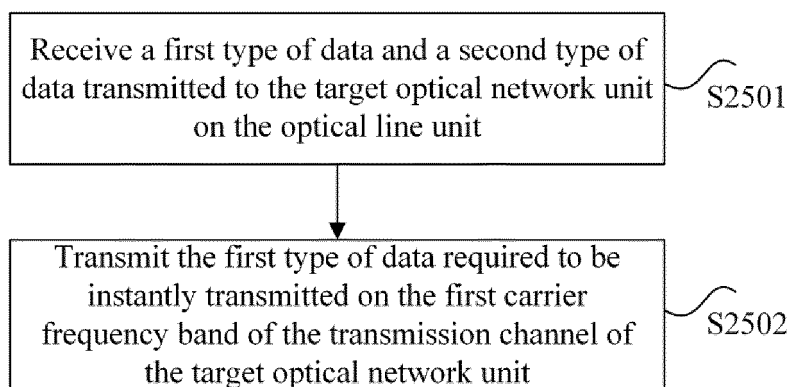 Receive a first type of data and a second type of
data transmitted to the target optical network unit
on the optical line unit
S2501
Transmit the first type of data required to be
instantly transmitted on the first carrier
frequency band of the transmission channel of
the target optical network unit
S2502